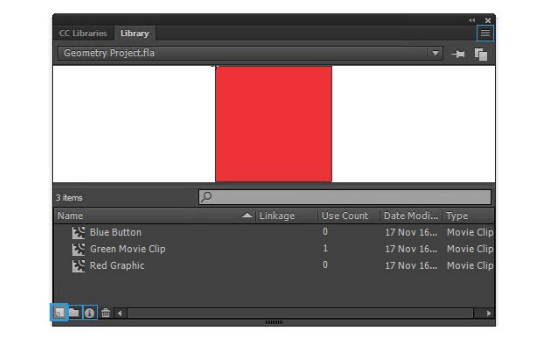 CC Libraries Library
Geometry Project.fla
3 items
Name Linkage Use Count Date Modi... Type
Blue Button 0 17 Nov 16... Movie Clip
Green Movie Clip 1 17 Nov 16... Movie Clip
Red Graphic 0 17 Nov 16... Movie Clip